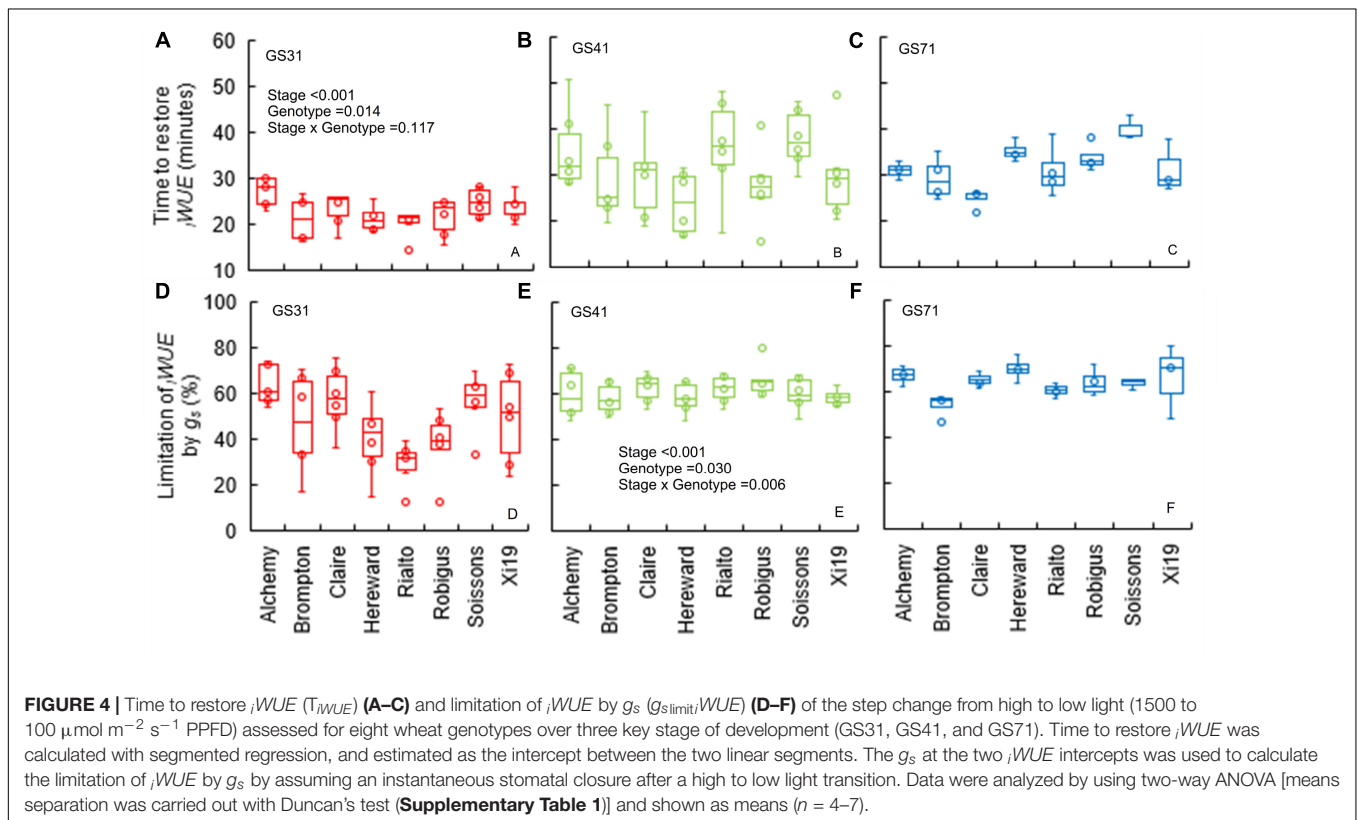 A
B
C
60
50
40
30
20
10
Time to restore
iWUE (minutes)
GS31
Stage <0.001
Genotype =0.014
Stage x Genotype =0.117
A
GS41
B
GS71
C
D
E
F
100
80
60
40
20
0
Limitation of iWUE
by gs (%)
GS31
D
GS41
Stage <0.001
Genotype =0.030
Stage x Genotype =0.006
E
GS71
F
Alchemy
Brompton
Claire
Hereward
Rialto
Robigus
Soissons
Xi19
Alchemy
Brompton
Claire
Hereward
Rialto
Robigus
Soissons
Xi19
Alchemy
Brompton
Claire
Hereward
Rialto
Robigus
Soissons
Xi19
FIGURE 4 | Time to restore iWUE (TiWUE) (A–C) and limitation of iWUE by gs (gslimitiWUE) (D–F) of the step change from high to low light (1500 to
100 μmol m−2 s−1 PPFD) assessed for eight wheat genotypes over three key stage of development (GS31, GS41, and GS71). Time to restore iWUE was
calculated with segmented regression, and estimated as the intercept between the two linear segments. The gs at the two iWUE intercepts was used to calculate
the limitation of iWUE by gs by assuming an instantaneous stomatal closure after a high to low light transition. Data were analyzed by using two-way ANOVA [means
separation was carried out with Duncan's test (Supplementary Table 1)] and shown as means (n = 4–7).